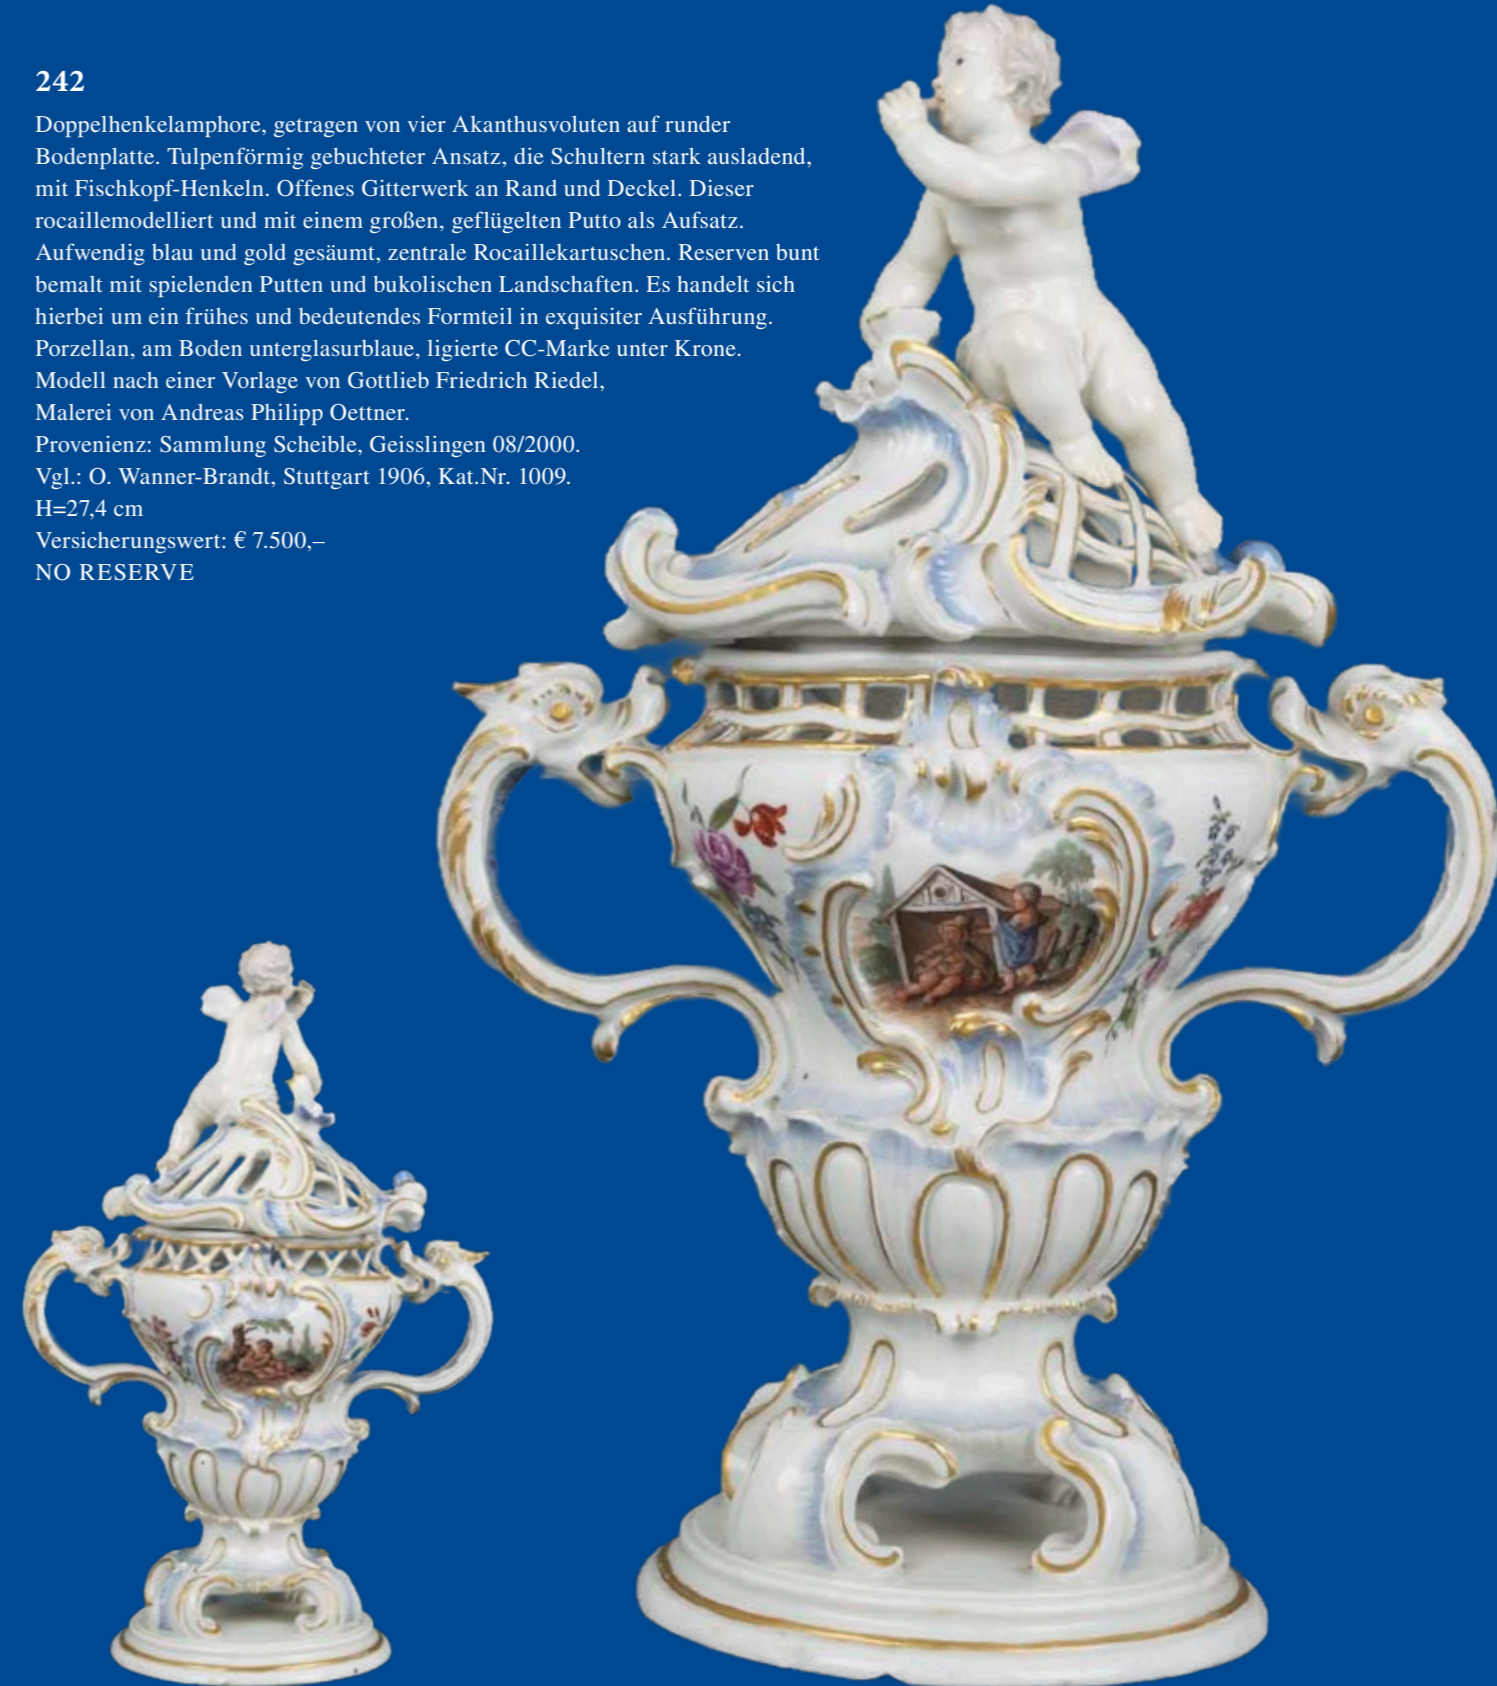 242
Doppelhenkelamphore, getragen von vier Akanthusvoluten auf runder
Bodenplatte. Tulpenförmig gebuchteter Ansatz, die Schultern stark ausladend,
mit Fischkopf-Henkeln. Offenes Gitterwerk an Rand und Deckel. Dieser
rocaillemodelliert und mit einem großen, geflügelten Putto als Aufsatz.
Aufwendig blau und gold gesäumt, zentrale Rocaillekartuschen. Reserven bunt
bemalt mit spielenden Putten und bukolischen Landschaften. Es handelt sich
hierbei um ein frühes und bedeutendes Formteil in exquisiter Ausführung.
Porzellan, am Boden unterglasurblaue, ligierte CC-Marke unter Krone.
Modell nach einer Vorlage von Gottlieb Friedrich Riedel,
Malerei von Andreas Philipp Oettner.
Provenienz: Sammlung Scheible, Geisslingen 08/2000.
Vgl.: O. Wanner-Brandt, Stuttgart 1906, Kat.Nr. 1009.
H=27,4 cm
Versicherungswert: € 7.500,–
NO RESERVE